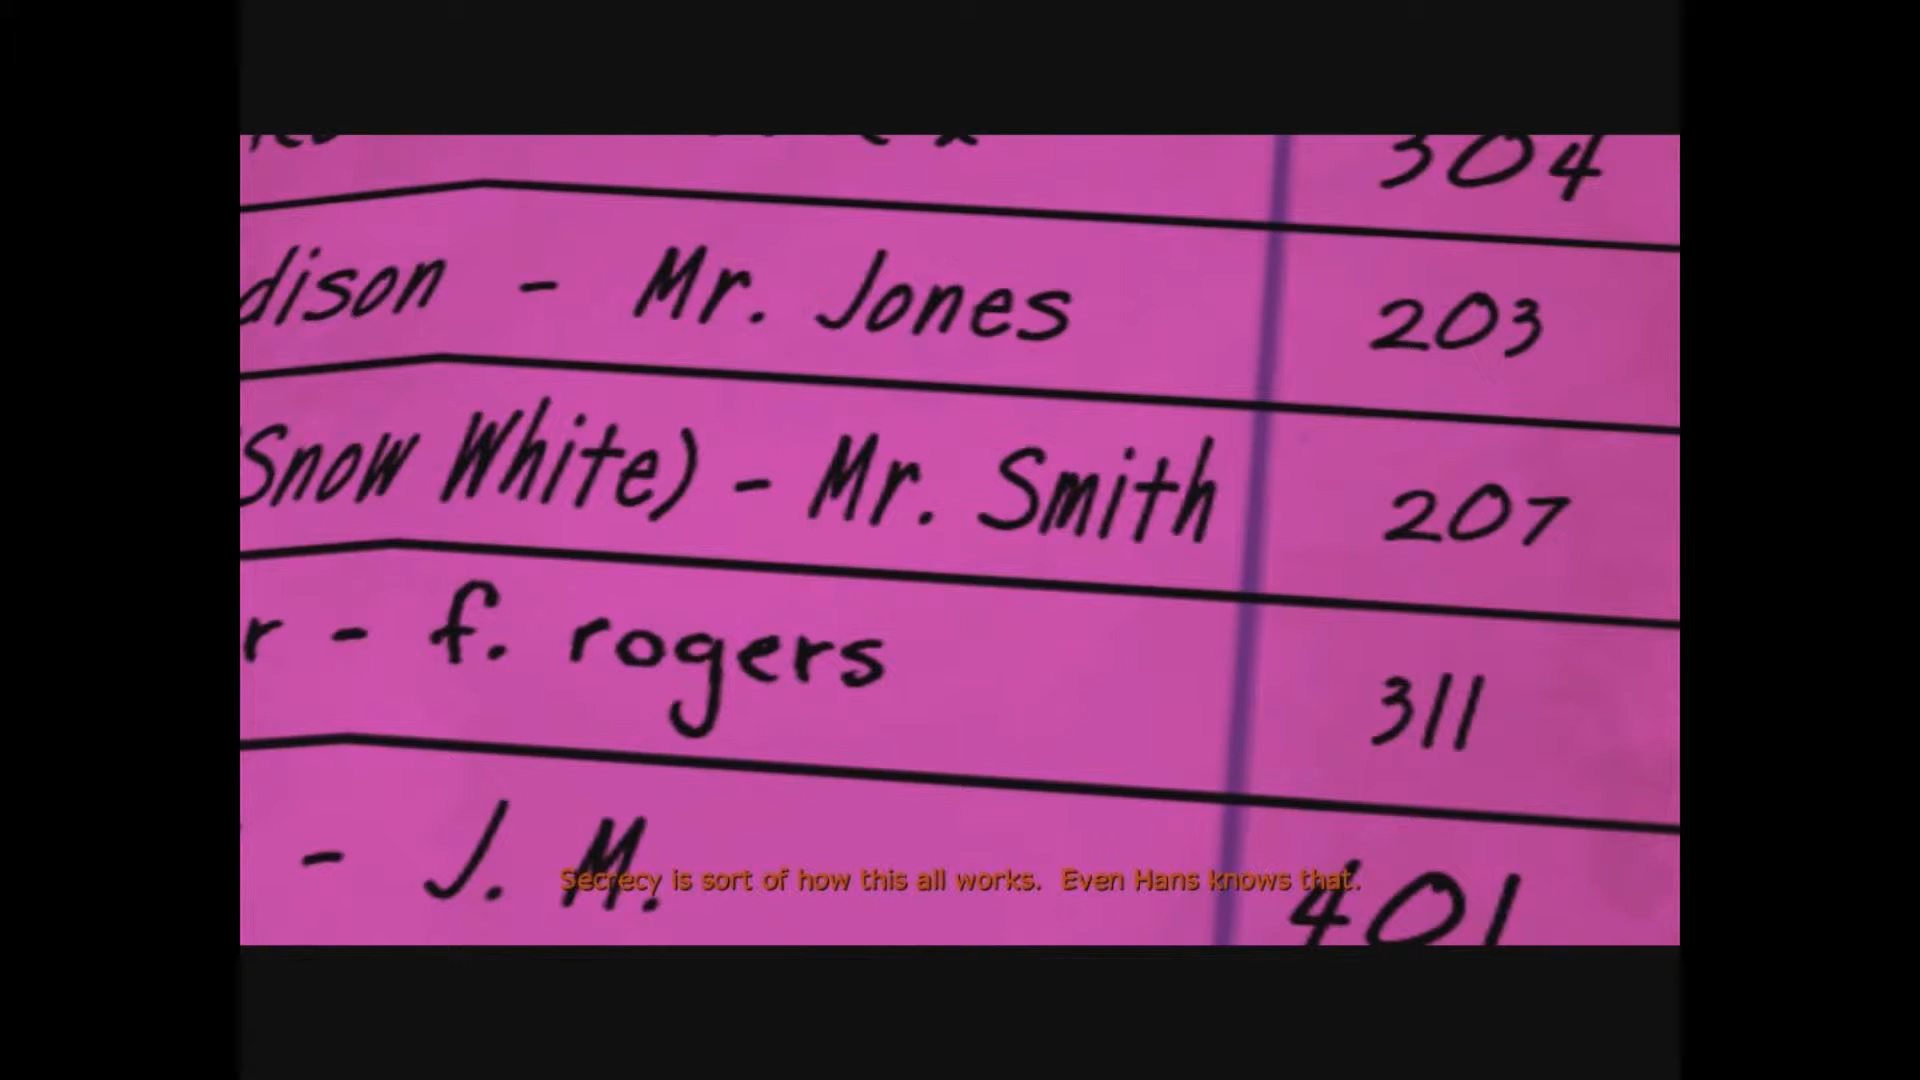 304
dison - Mr. Jones 203
Snow White) - Mr. Smith 207
r - f. rogers 311
- J. M. 401
Secrecy is sort of how this all works. Even Hans knows that.